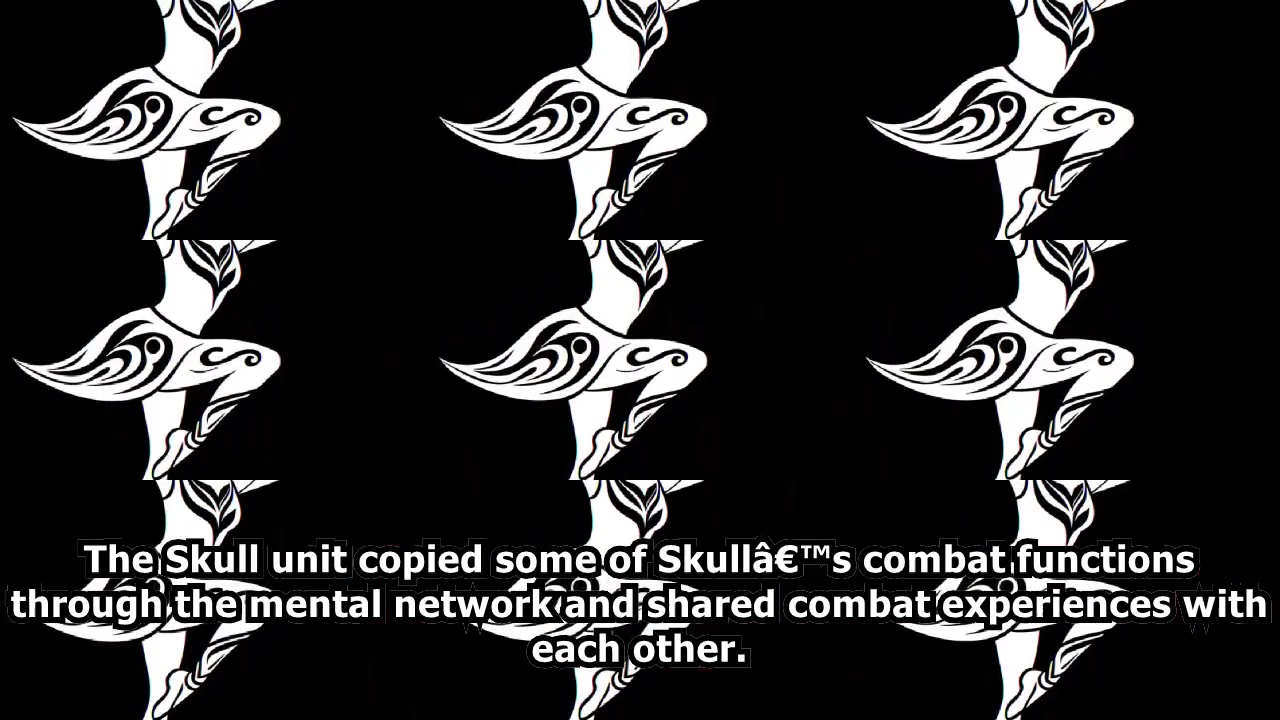 The Skull unit copied some of Skullâ€™s combat functions
through the mental network and shared combat experiences with
each other.